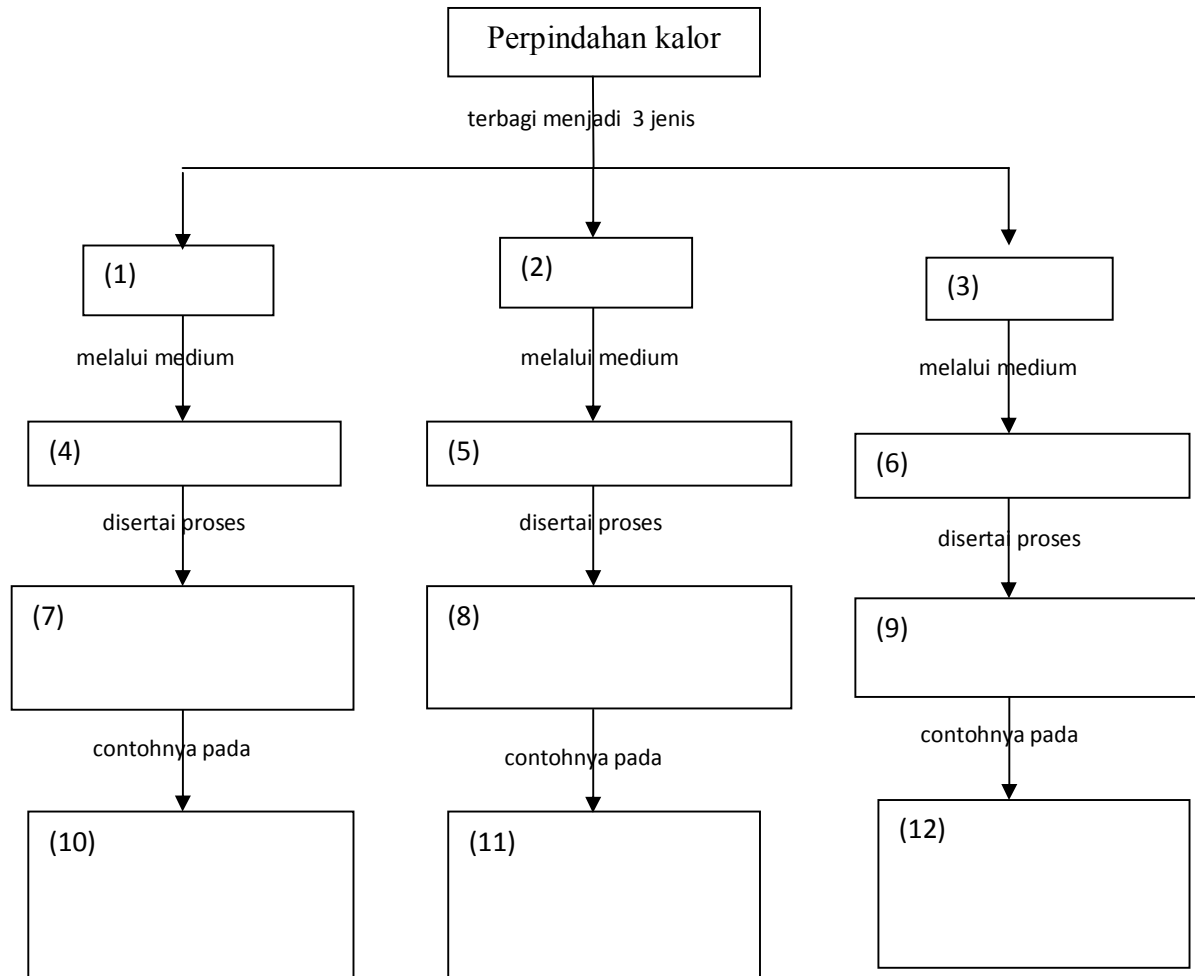 Perpindahan kalor
terbagi menjadi 3 jenis
(1)
(2)
(3)
melalui medium
melalui medium
melalui medium
(4)
(5)
(6)
disertai proses
disertai proses
disertai proses
(7)
(8)
(9)
contohnya pada
contohnya pada
contohnya pada
(10)
(11)
(12)